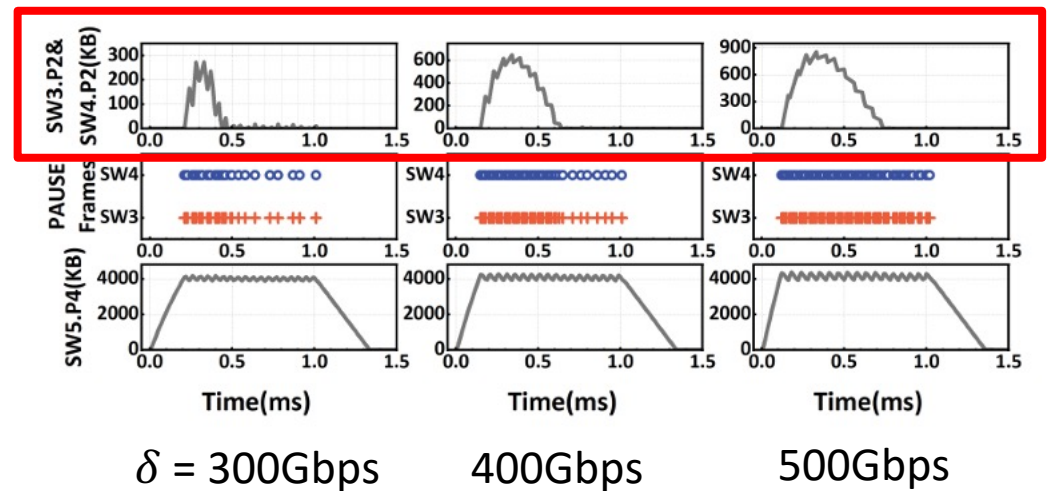 SW3.P2&
SW4.P2(KB)
300
200
100
0
0.0 0.5 1.0 1.5
600
400
200
0
0.0 0.5 1.0 1.5
900
600
300
0
0.0 0.5 1.0 1.5
PAUSE
Frames
SW4
SW3
0.0 0.5 1.0 1.5
SW4
SW3
0.0 0.5 1.0 1.5
SW4
SW3
0.0 0.5 1.0 1.5
SW5.P4(KB)
4000
2000
0
0.0 0.5 1.0 1.5
4000
2000
0
0.0 0.5 1.0 1.5
4000
2000
0
0.0 0.5 1.0 1.5
Time(ms) Time(ms) Time(ms)
δ = 300Gbps 400Gbps 500Gbps